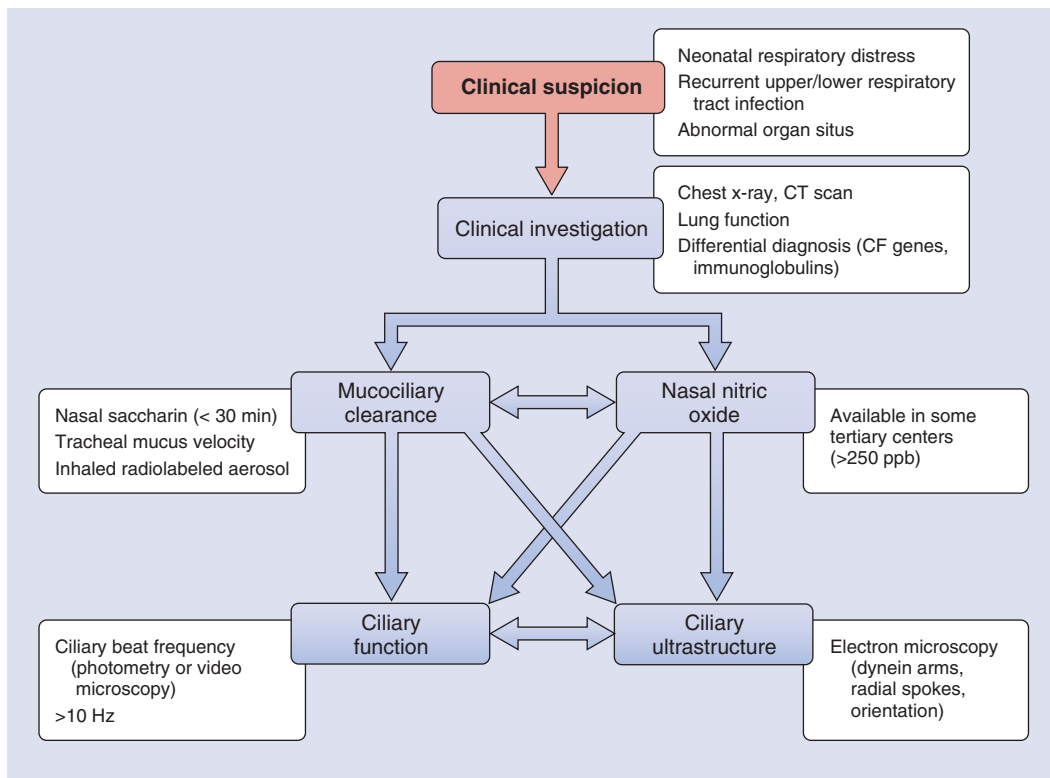 Clinical suspicion
Neonatal respiratory distress
Recurrent upper/lower respiratory
tract infection
Abnormal organ situs
Clinical investigation
Chest x-ray, CT scan
Lung function
Differential diagnosis (CF genes,
immunoglobulins)
Mucociliary
clearance
Nasal nitric
oxide
Nasal saccharin (< 30 min)
Tracheal mucus velocity
Inhaled radiolabeled aerosol
Available in some
tertiary centers
(>250 ppb)
Ciliary
function
Ciliary
ultrastructure
Ciliary beat frequency
(photometry or video
microscopy)
>10 Hz
Electron microscopy
(dynein arms,
radial spokes,
orientation)